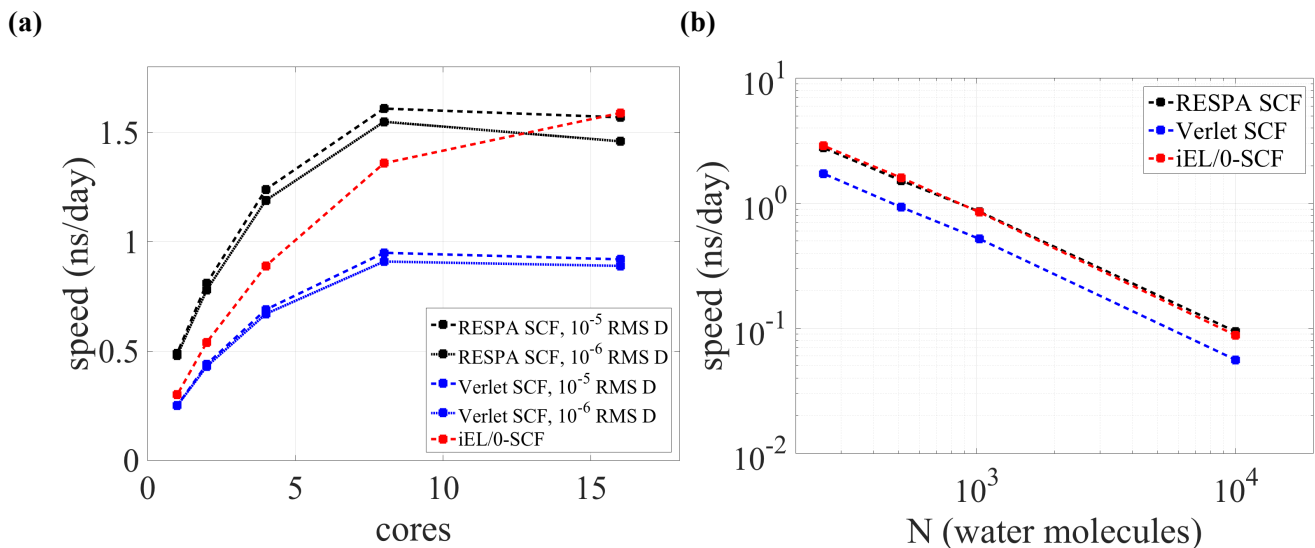 (a)
speed (ns/day)
1.5
1
0.5
0
0
5
10
15
cores
RESPA SCF, 10^-5 RMS D
RESPA SCF, 10^-6 RMS D
Verlet SCF, 10^-5 RMS D
Verlet SCF, 10^-6 RMS D
iEL/0-SCF
(b)
speed (ns/day)
10^1
10^0
10^-1
10^-2
10^3
10^4
N (water molecules)
RESPA SCF
Verlet SCF
iEL/0-SCF